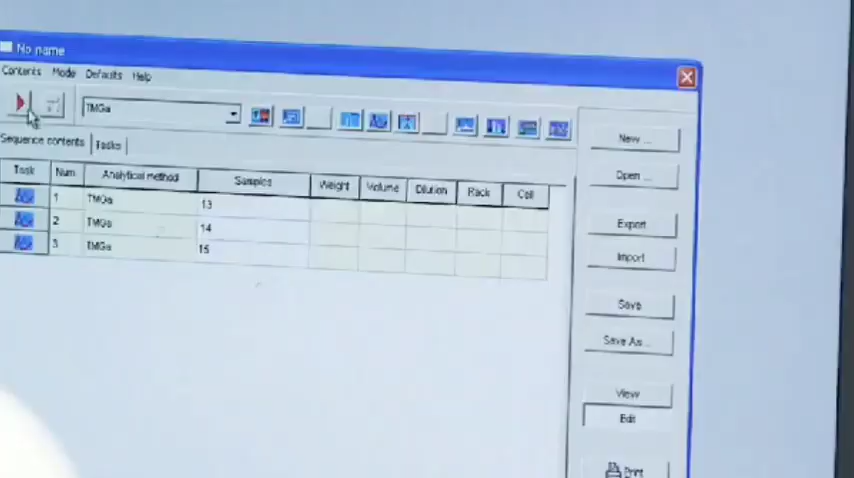 No name
Contents Mode Defaults Help
TMGa
Sequence contents Tasks
Task Num Analytical method Samples Weight Volume Dilution Rack Cell
1 TMGa 13
2 TMGa 14
3 TMGa 15
New ...
Open ...
Export
Import
Save
Save As...
View
Edit
Print